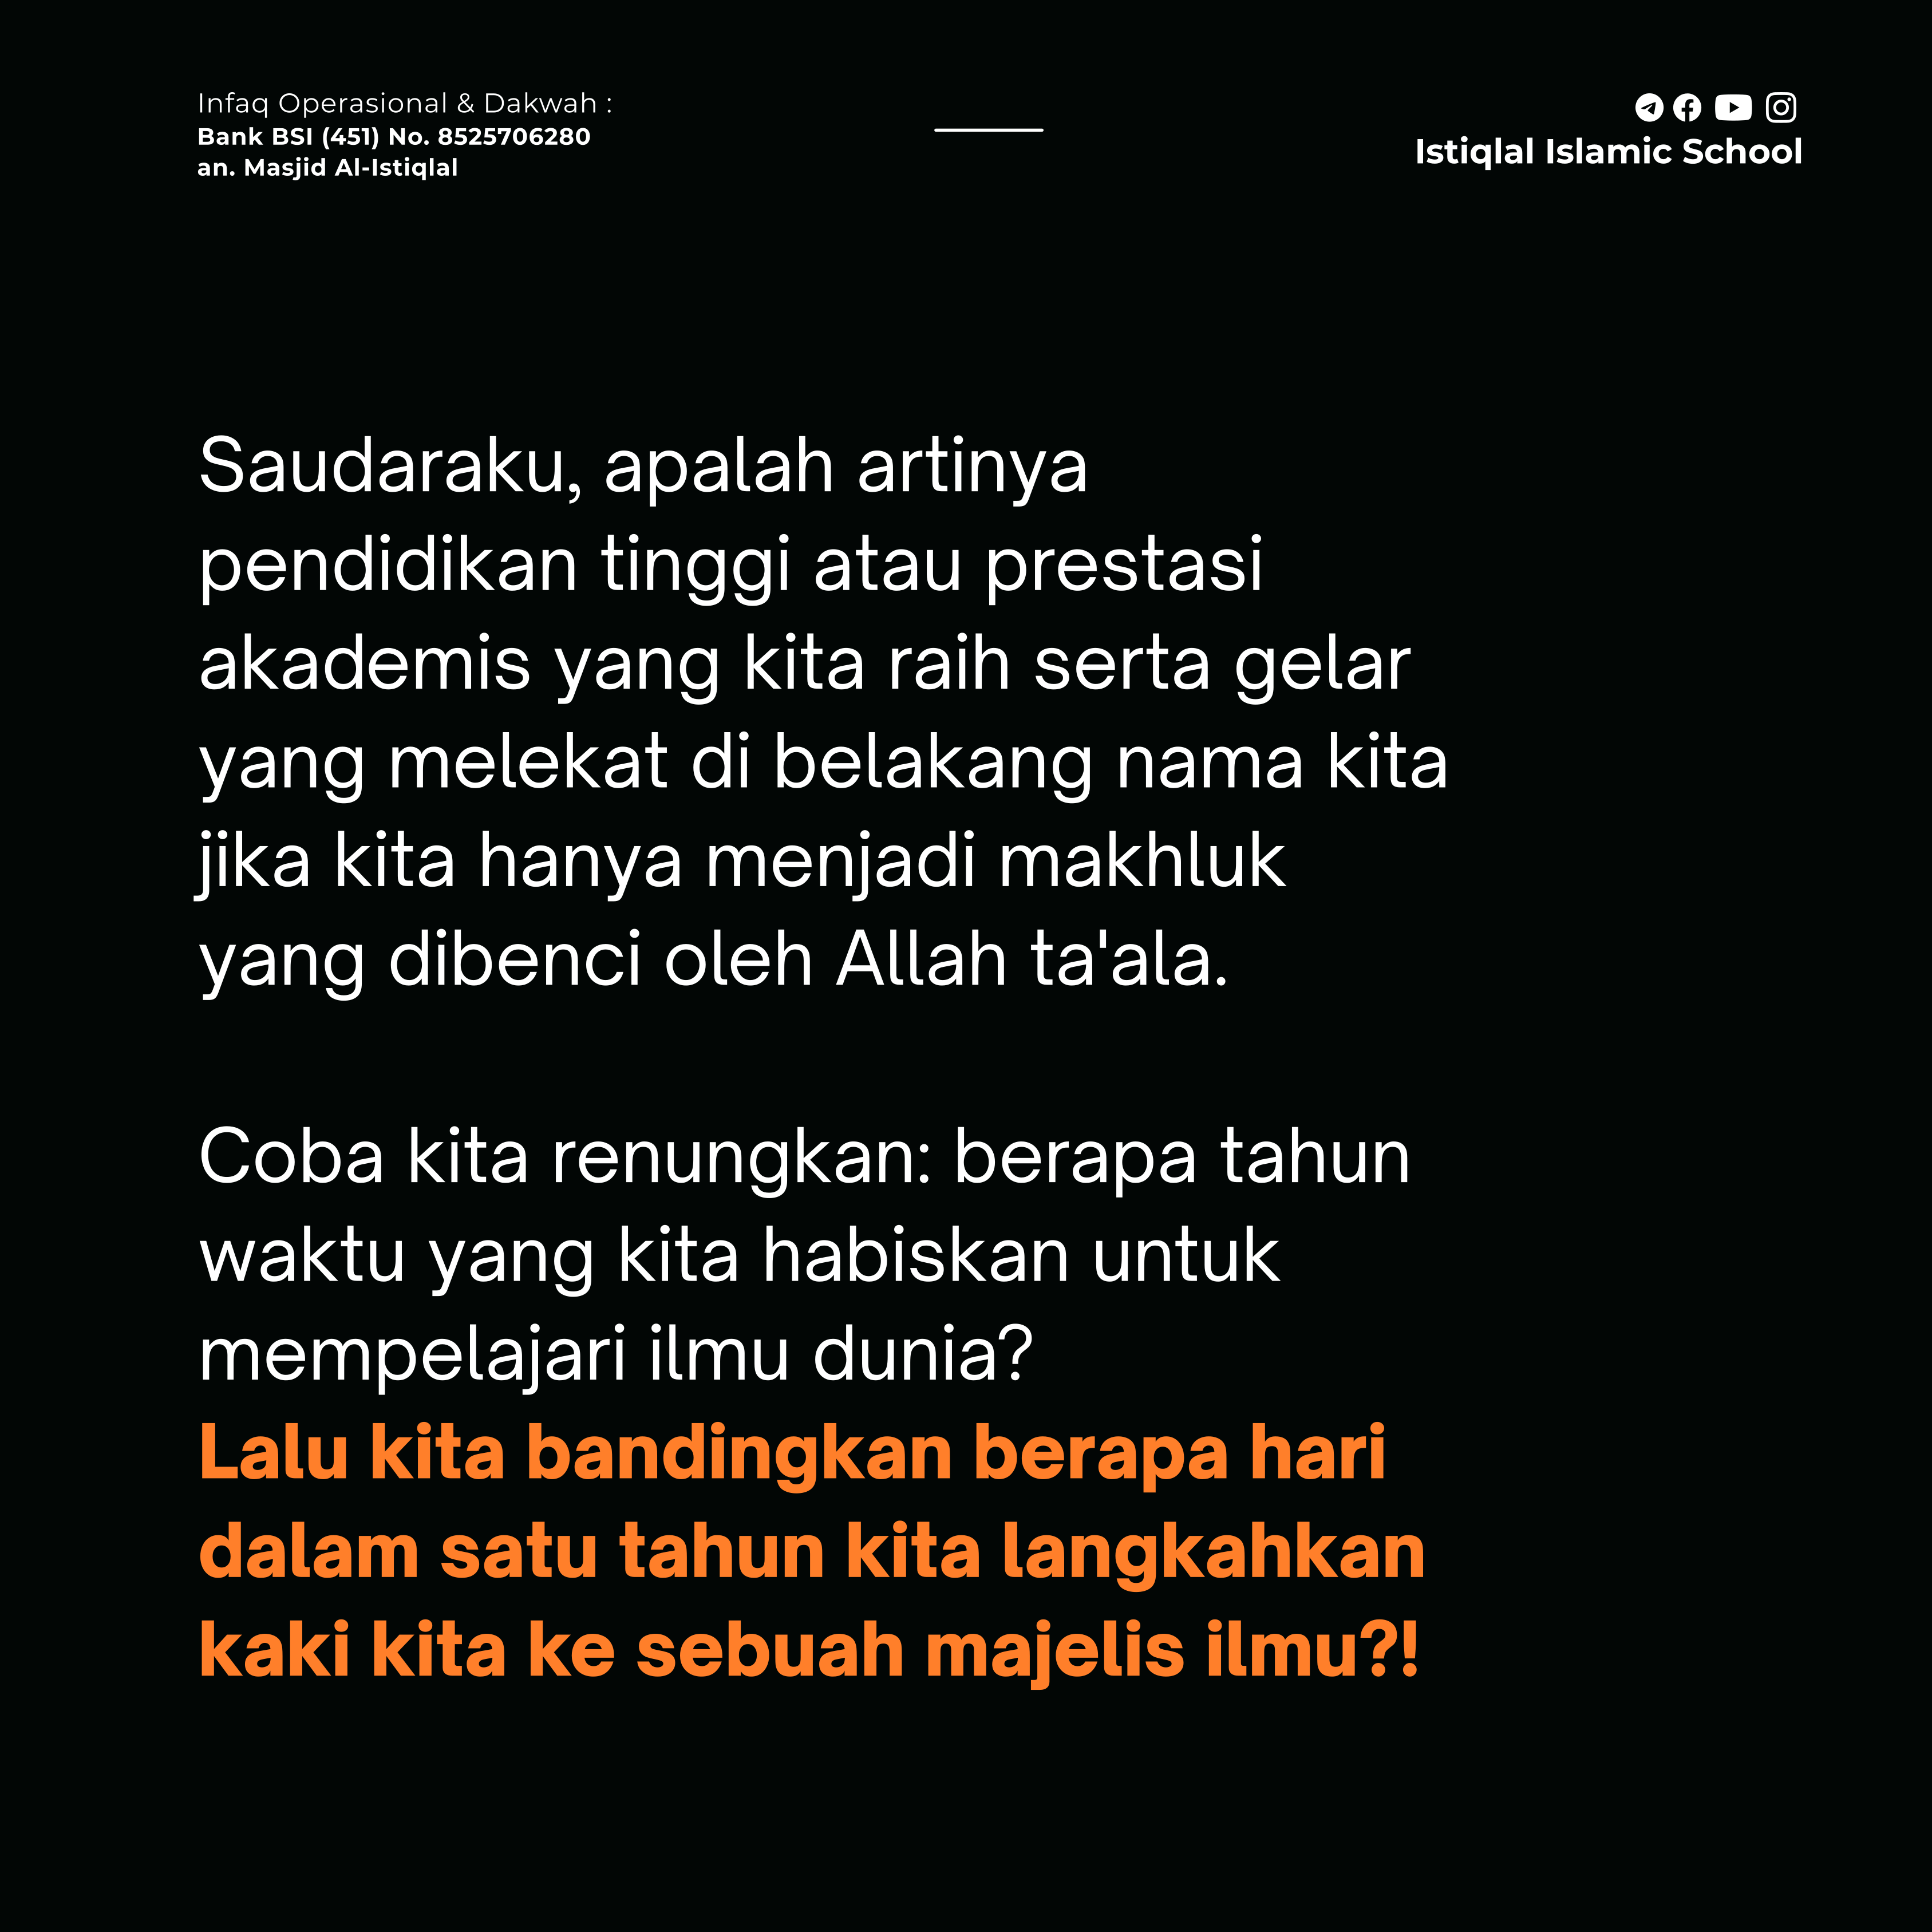 Infaq Operasional & Dakwah :
Bank BSI (451) No. 8525706280
an. Masjid Al-Istiqlal
Istiqlal Islamic School
Saudaraku, apalah artinya
pendidikan tinggi atau prestasi
akademis yang kita raih serta gelar
yang melekat di belakang nama kita
jika kita hanya menjadi makhluk
yang dibenci oleh Allah ta'ala.
Coba kita renungkan: berapa tahun
waktu yang kita habiskan untuk
mempelajari ilmu dunia?
Lalu kita bandingkan berapa hari
dalam satu tahun kita langkahkan
kaki kita ke sebuah majelis ilmu?!